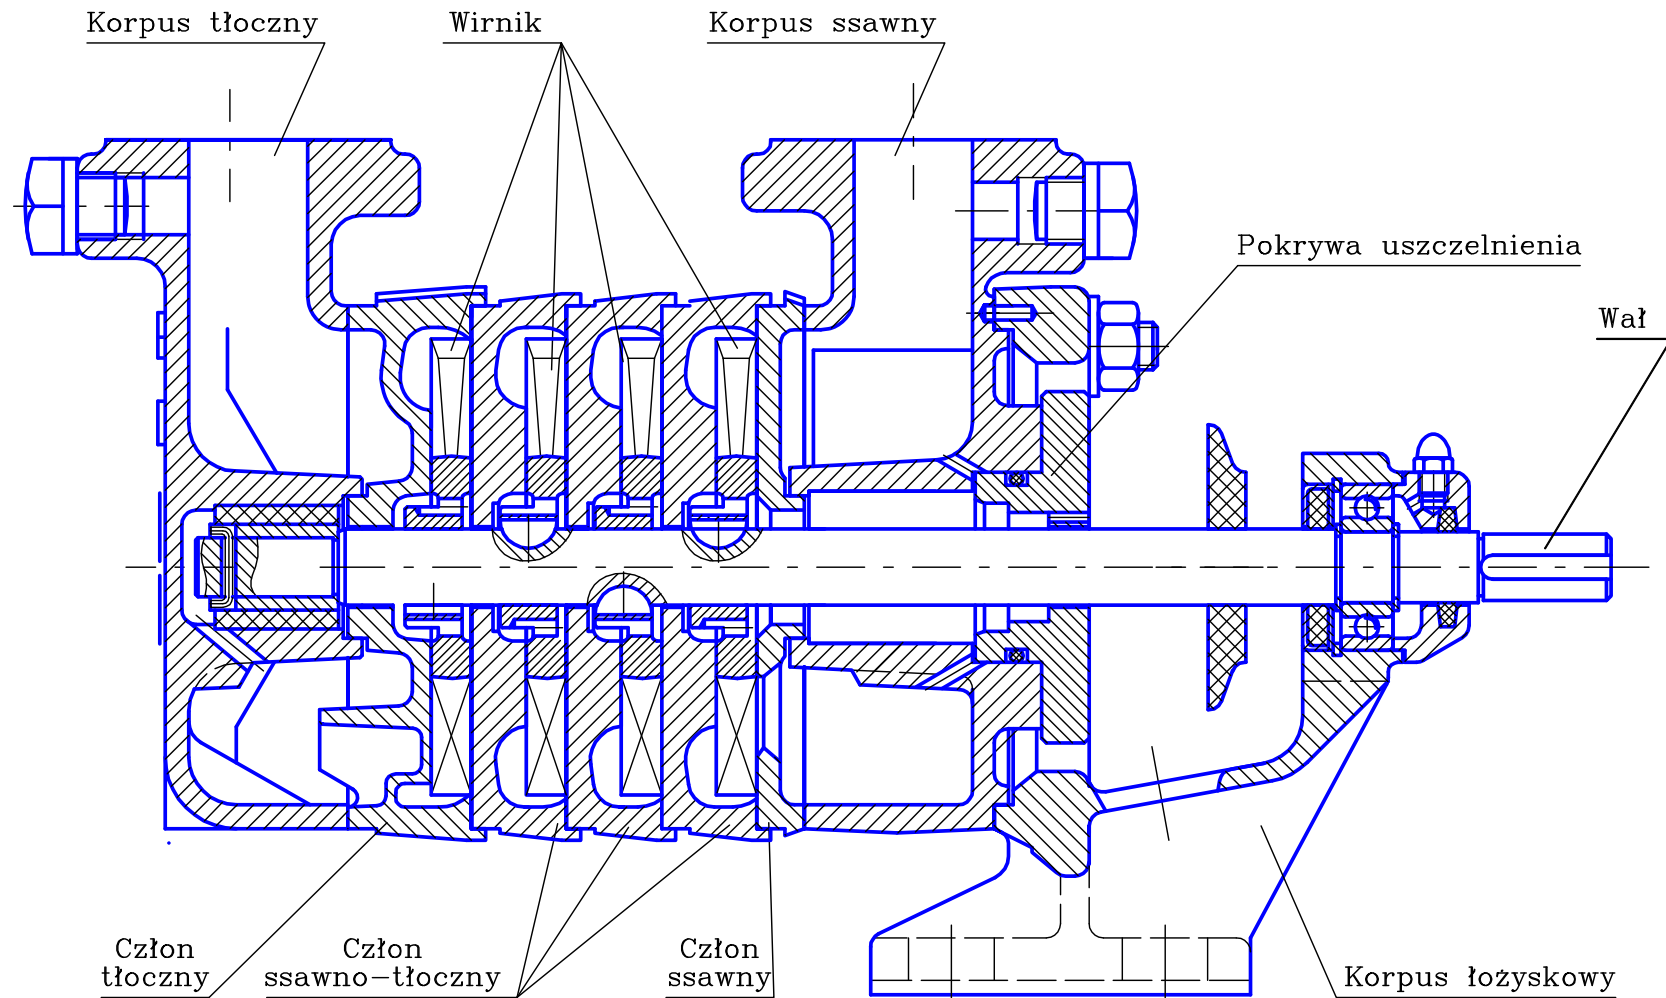 Korpus tłoczny
Wirnik
Korpus ssawny
Pokrywa uszczelnienia
Wał
Człon
tłoczny
Człon
ssawno-tłoczny
Człon
ssawny
Korpus łożyskowy